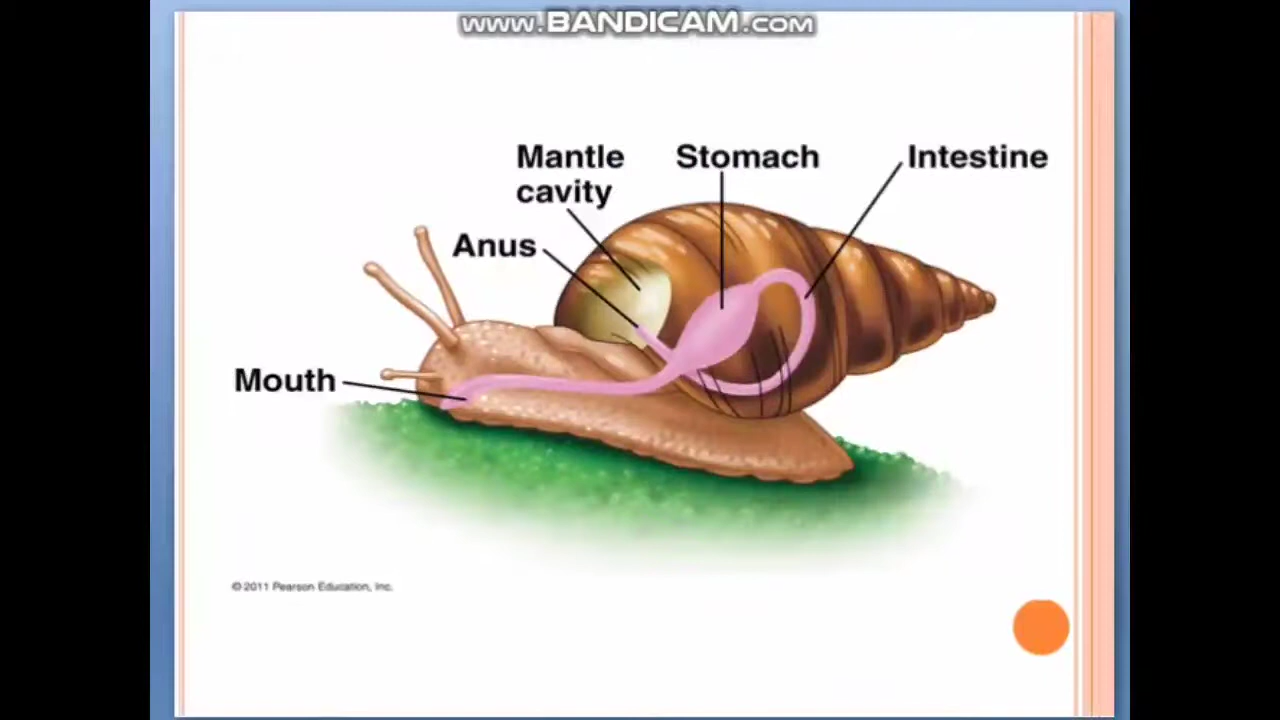 www.BANDICAM.com
Mantle
cavity
Stomach
Intestine
Anus
Mouth
© 2011 Pearson Education, Inc.